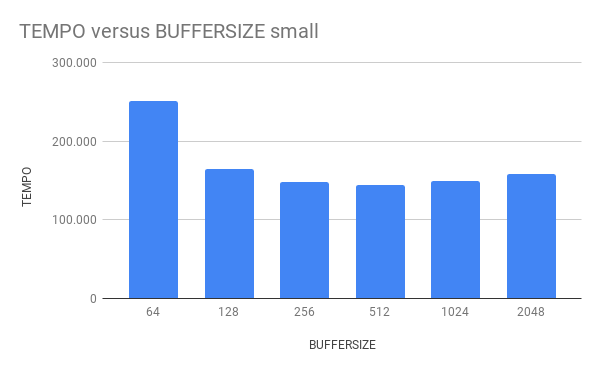 TEMPO versus BUFFERSIZE small
300.000
200.000
100.000
0
TEMPO
64 128 256 512 1024 2048
BUFFERSIZE